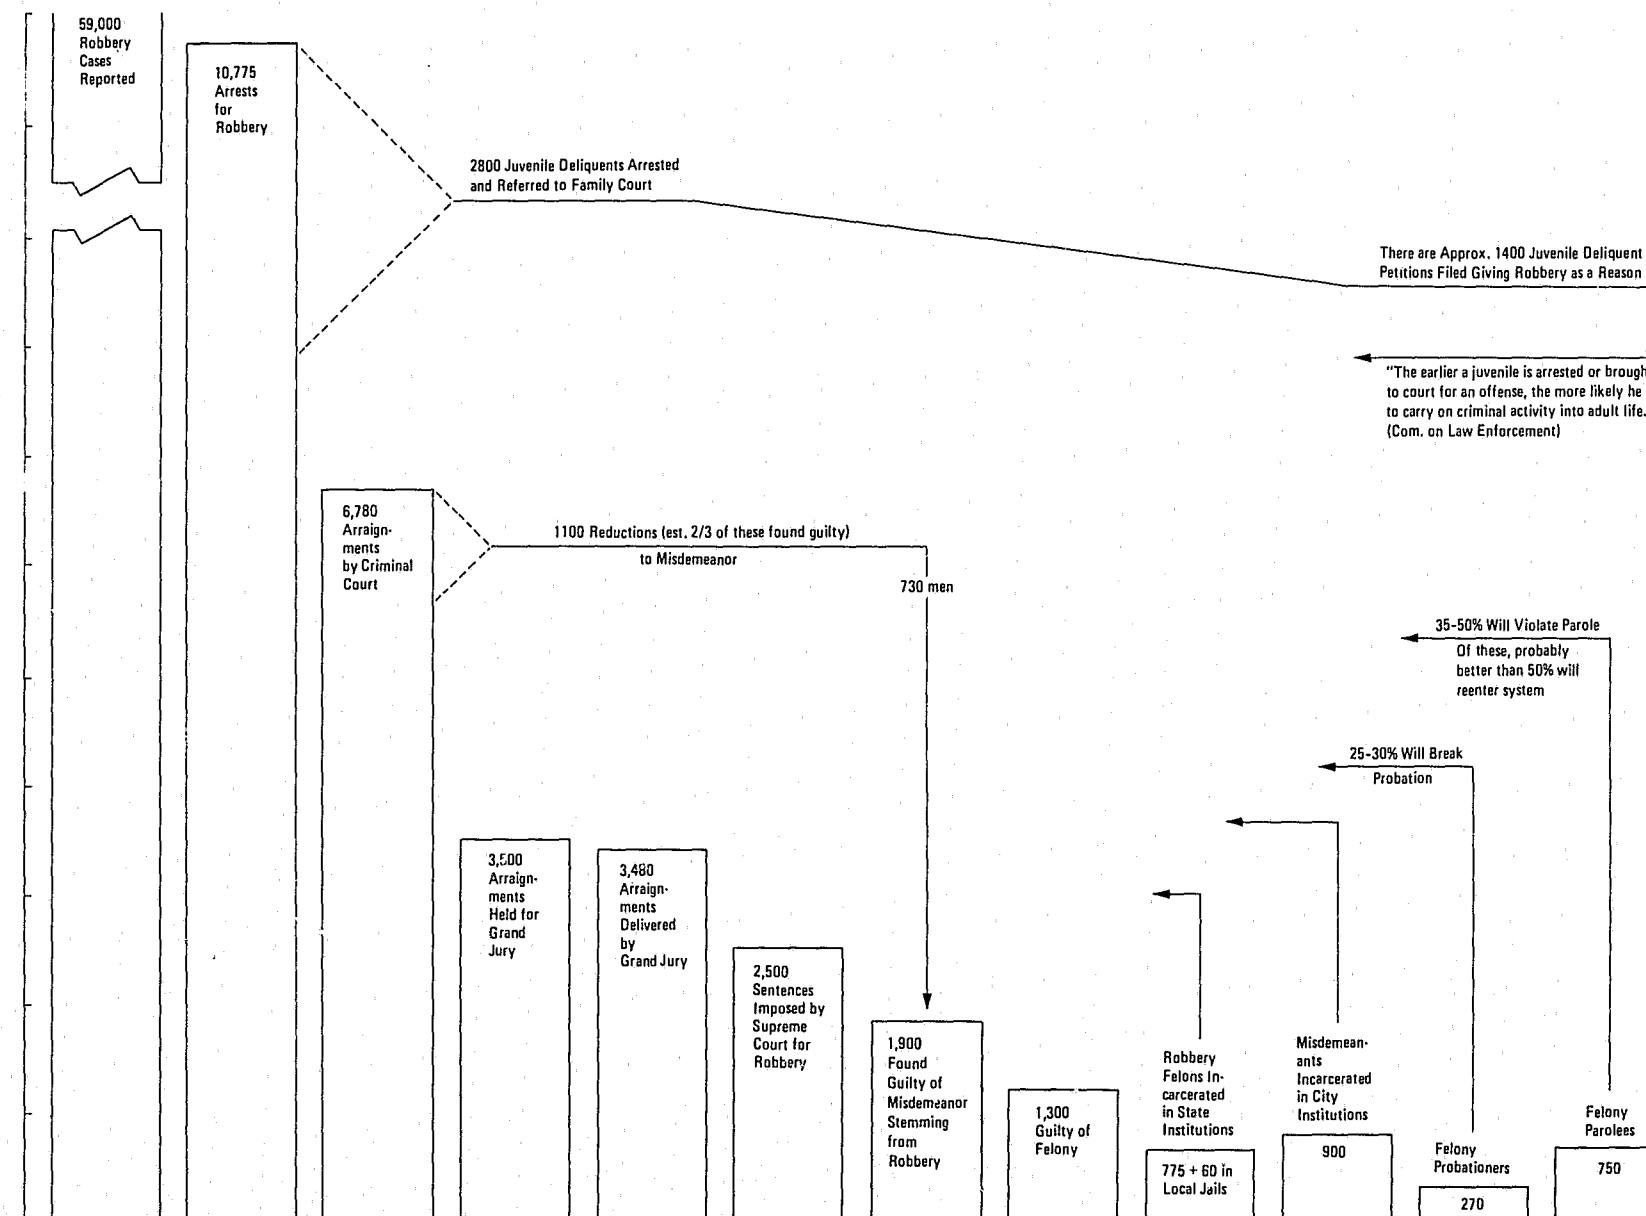 59,000
Robbery
Cases
Reported
10,775
Arrests
for
Robbery
2800 Juvenile Deliquents Arrested
and Referred to Family Court
There are Approx. 1400 Juvenile Deliquent
Petitions Filed Giving Robbery as a Reason
"The earlier a juvenile is arrested or brough
to court for an offense, the more likely he
to carry on criminal activity into adult life.
(Com. on Law Enforcement)
6,780
Arraign-
ments
by Criminal
Court
1100 Reductions (est. 2/3 of these found guilty)
to Misdemeanor
730 men
35-50% Will Violate Parole
Of these, probably
better than 50% will
reenter system
25-30% Will Break
Probation
3,500
Arraign-
ments
Held for
Grand
Jury
3,480
Arraign-
ments
Delivered
by
Grand Jury
2,500
Sentences
Imposed by
Supreme
Court for
Robbery
1,900
Found
Guilty of
Misdemeanor
Stemming
from
Robbery
1,300
Guilty of
Felony
Robbery
Felons In-
carcerated
in State
Institutions
775 + 60 in
Local Jails
Misdemean-
ants
Incarcerated
in City
Institutions
900
Felony
Probationers
270
Felony
Parolees
750